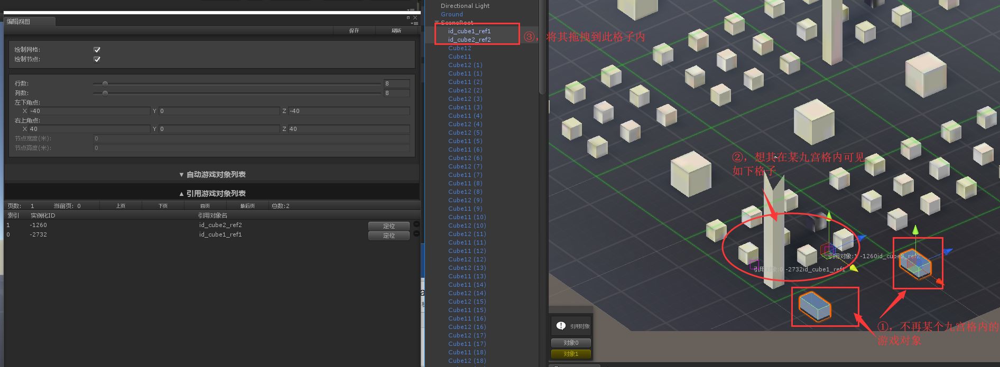 编辑视图
保存
刷新
绘制网格:
绘制节点:
行数:
8
列数:
8
左下角点:
X -40
Y 0
Z -40
右上角点:
X 40
Y 0
Z 40
节点宽度(米):
0
节点高度(米):
0
▼ 自动游戏对象列表
▲ 引用游戏对象列表
页数: 1 当前页: 0 上页 下页 首页 最后页 总数:2
索引 实例化ID 引用对象名
1 -1260 id_cube2_ref2 定位
0 -2732 id_cube1_ref1 定位
Directional Light
Ground
SceneRoot
id_cube1_ref1
id_cube2_ref2
Cube12
Cube11
Cube12 (1)
Cube11 (1)
Cube11 (2)
Cube12 (2)
Cube12 (3)
Cube11 (3)
Cube11 (4)
Cube12 (4)
Cube12 (5)
Cube11 (5)
Cube11 (6)
Cube12 (6)
Cube12 (7)
Cube11 (7)
Cube11 (8)
Cube12 (8)
Cube12 (9)
Cube11 (9)
Cube11 (10)
Cube12 (10)
Cube12 (11)
Cube11 (11)
Cube11 (12)
Cube12 (12)
Cube12 (13)
Cube11 (13)
Cube11 (14)
Cube12 (14)
Cube12 (15)
Cube11 (15)
Cube11 (16)
Cube12 (16)
Cube12 (17)
Cube11 (17)
Cube11 (18)
Cube12 (18)
③，将其拖拽到此格子内
②，想其在某九宫格内可见
如下格子
引用对象:1 -1260id_cube2_ref2
引用对象:0 -2732id_cube1_ref1
①，不再某个九宫格内的
游戏对象
引用对象
对象0
对象1